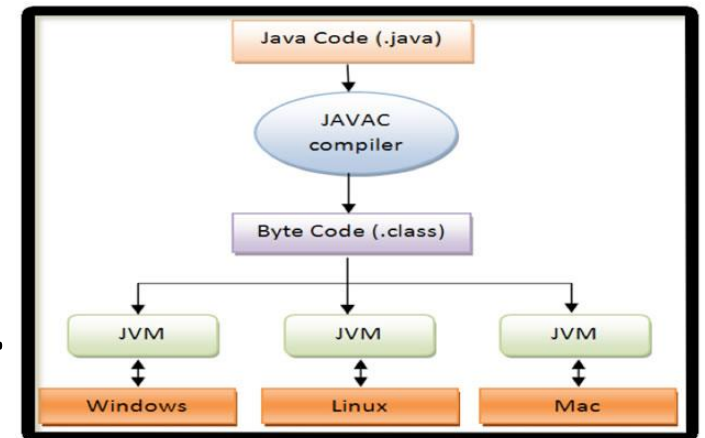 Java Code (.java)
JAVAC
compiler
Byte Code (.class)
JVM JVM JVM
Windows Linux Mac